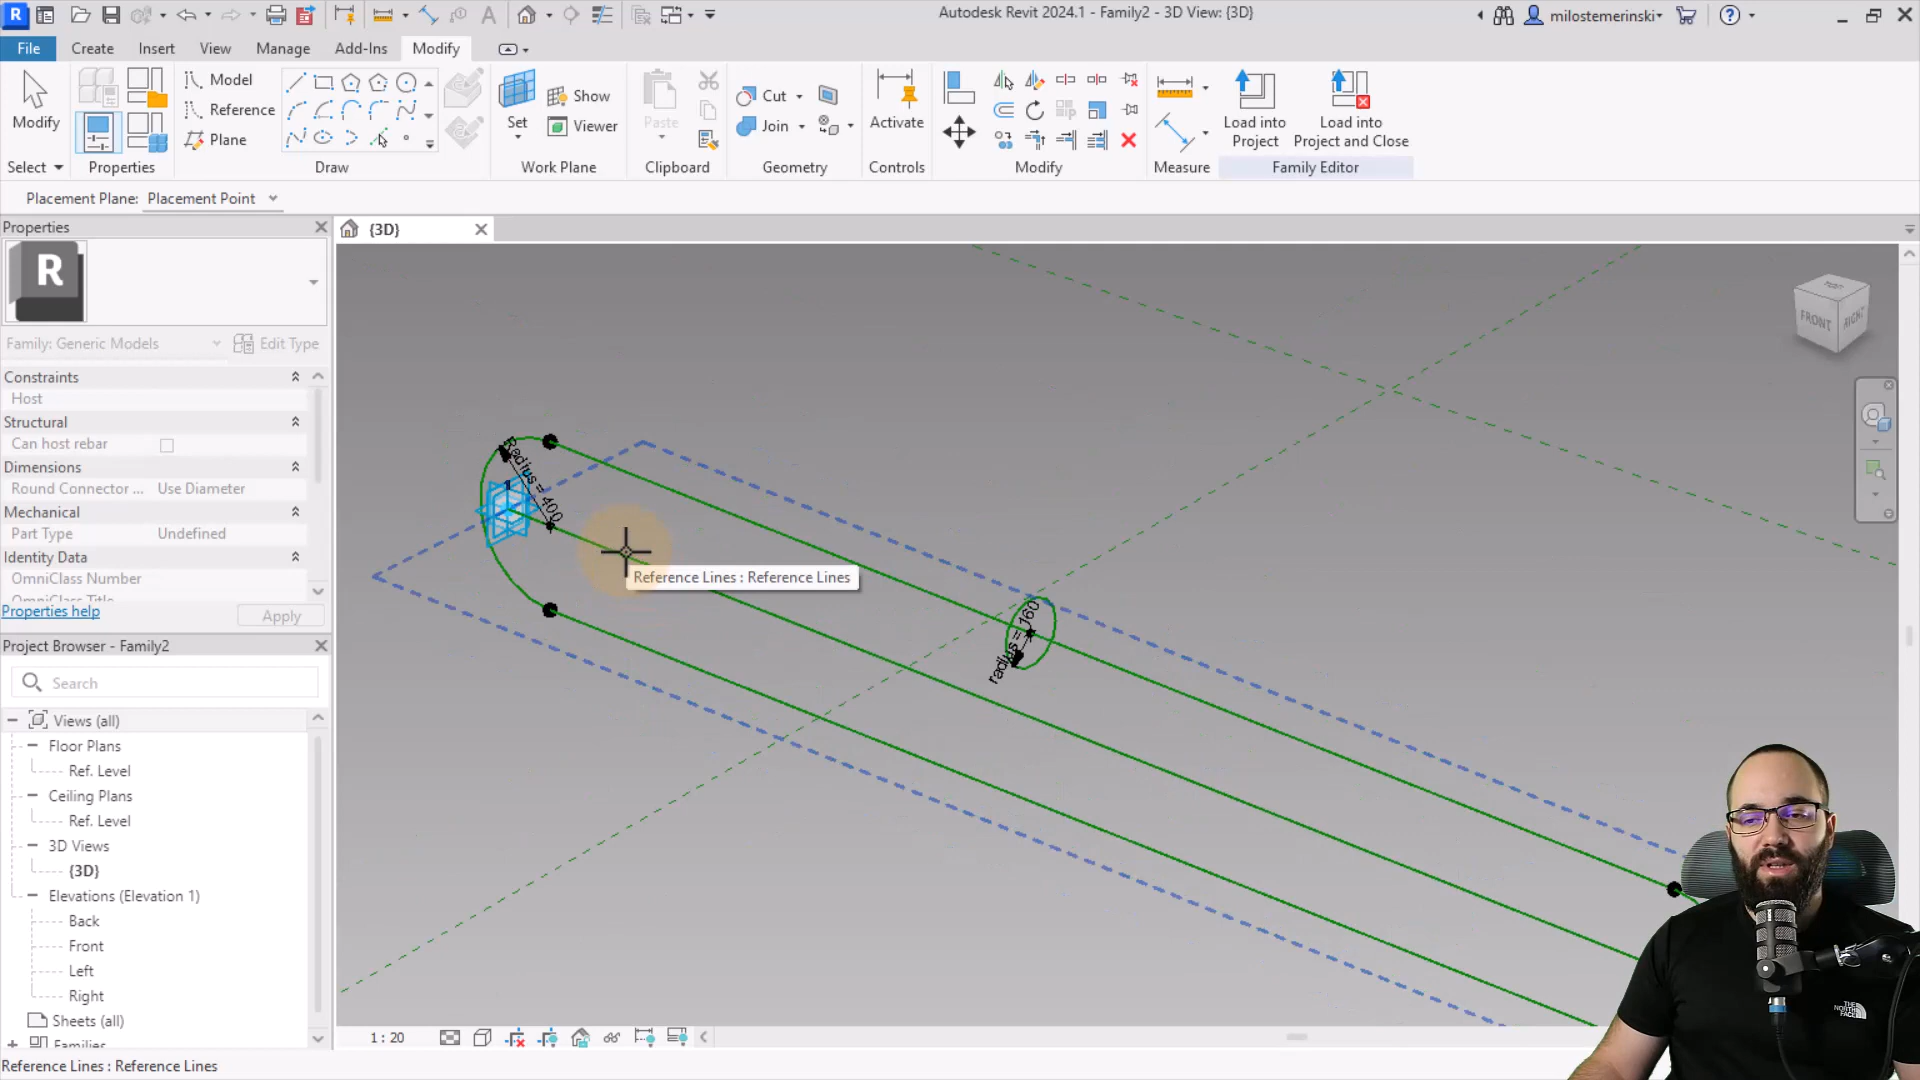 R
Autodesk Revit 2024.1 - Family2 - 3D View: {3D}
milostemerinski
File
Create
Insert
View
Manage
Add-Ins
Modify
Modify
Model
Reference
Plane
Set
Show
Viewer
Paste
Cut
Join
Activate
Load into
Project
Load into
Project and Close
Select
Properties
Draw
Work Plane
Clipboard
Geometry
Controls
Modify
Measure
Family Editor
Placement Plane: Placement Point
Properties
R
Family: Generic Models
Edit Type
Constraints
Host
Structural
Can host rebar
Dimensions
Round Connector ... Use Diameter
Mechanical
Part Type Undefined
Identity Data
OmniClass Number
OmniClass Title
Properties help
Apply
Project Browser - Family2
Search
Views (all)
Floor Plans
Ref. Level
Ceiling Plans
Ref. Level
3D Views
{3D}
Elevations (Elevation 1)
Back
Front
Left
Right
Sheets (all)
Families
{3D}
Radius = 400
Reference Lines : Reference Lines
radius = 160
TOP
FRONT
RIGHT
1 : 20
Reference Lines : Reference Lines
THE
NORTH
FACE